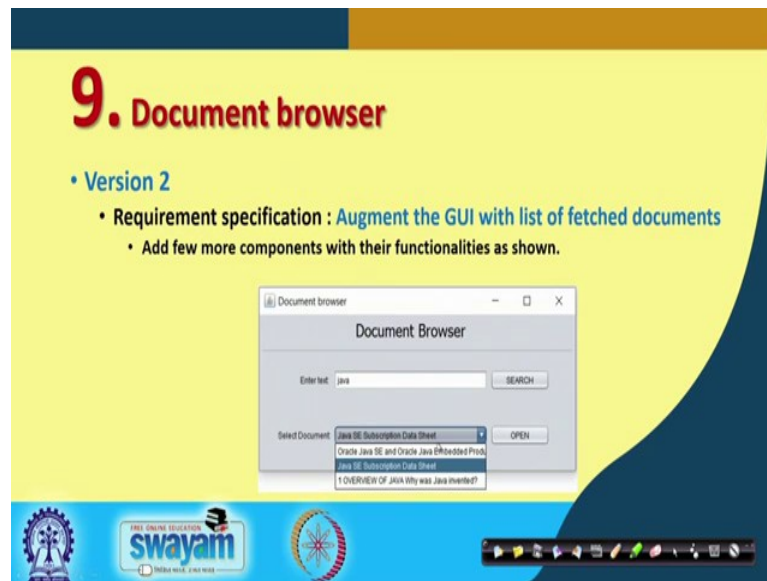 9. Document browser
• Version 2
• Requirement specification : Augment the GUI with list of fetched documents
• Add few more components with their functionalities as shown.
Document browser
Document Browser
Enter text java SEARCH
Select Document Java SE Subscription Data Sheet OPEN
Oracle Java SE and Oracle Java Embedded Produ
Java SE Subscription Data Sheet
1 OVERVIEW OF JAVA Why was Java invented?
FREE ONLINE EDUCATION
swayam